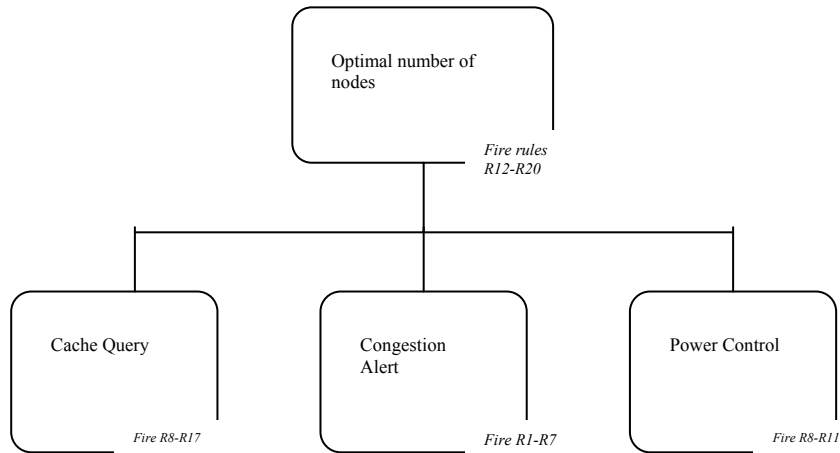 Optimal number of
nodes
Fire rules
R12-R20
Cache Query
Fire R8-R17
Congestion
Alert
Fire R1-R7
Power Control
Fire R8-R11